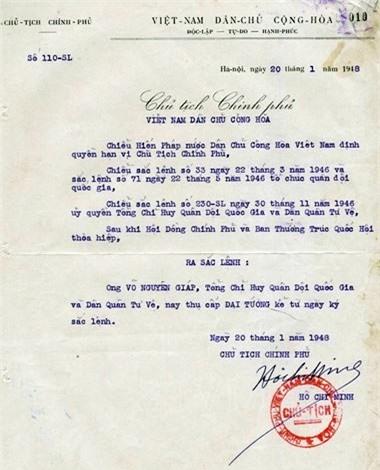 CHỦ-TỊCH CHÍNH-PHỦ
VIỆT-NAM DÂN-CHỦ CỘNG-HÒA
010
ĐỘC-LẬP — TỰ-DO — HẠNH-PHÚC
Số 110-SL
Hà-nội, ngày 20 tháng 1 năm 1948
Chủ tịch Chính phủ
VIỆT NAM DÂN CHỦ CỘNG HÒA
Chiếu Hiến Pháp nước Dân Chủ Cộng Hòa Việt Nam định
quyền hạn vị Chủ Tịch Chính Phủ,
Chiếu sắc lệnh số 33 ngày 22 tháng 3 năm 1946 và
sắc lệnh số 71 ngày 22 tháng 5 năm 1946 tổ chức quân đội
quốc gia,
Chiếu sắc lệnh số 230-SL ngày 30 tháng 11 năm 1946
ủy quyền Tổng Chỉ Huy Quân Đội Quốc Gia và Dân Quân Tự Vệ,
Sau khi Hội Đồng Chính Phủ và Ban Thường Trực Quốc Hội
thỏa hiệp,
RA SẮC LỆNH :
Ông VÕ NGUYÊN GIÁP, Tổng Chỉ Huy Quân Đội Quốc Gia
và Dân Quân Tự Vệ, nay thụ cấp ĐẠI TƯỚNG kể từ ngày ký
sắc lệnh.
Ngày 20 tháng 1 năm 1948
CHỦ TỊCH CHÍNH PHỦ
Hồ Chí Minh
HỒ CHÍ MINH
CHỦ-TỊCH